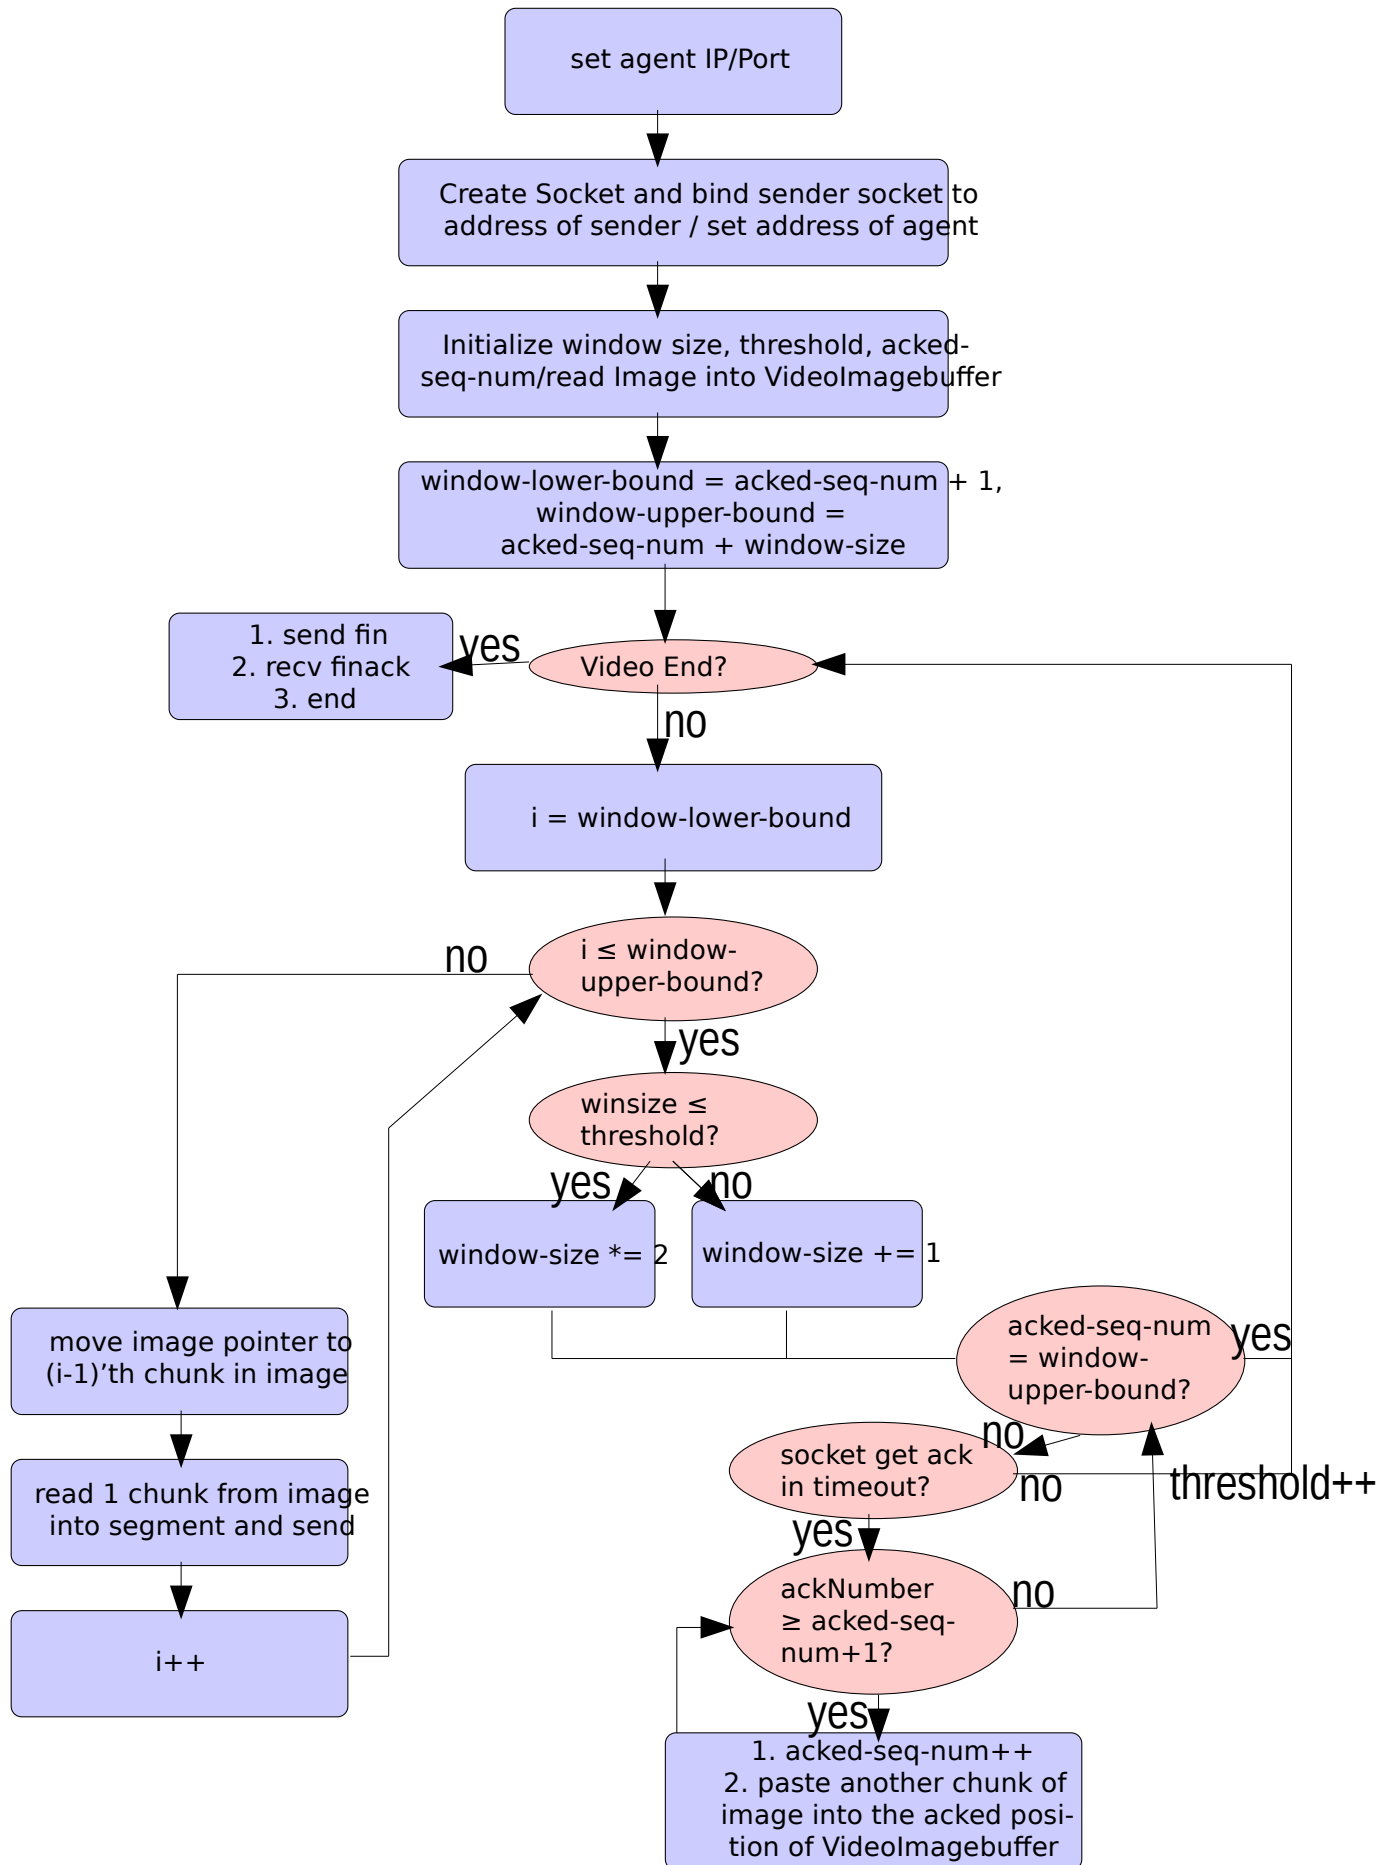 set agent IP/Port
Create Socket and bind sender socket to
address of sender / set address of agent
Initialize window size, threshold, acked-
seq-num/read Image into VideoImagebuffer
window-lower-bound = acked-seq-num + 1,
window-upper-bound =
acked-seq-num + window-size
1. send fin
2. recv finack
3. end
yes
Video End?
no
i = window-lower-bound
no
i ≤ window-
upper-bound?
yes
winsize ≤
threshold?
yes
no
window-size *= 2
window-size += 1
move image pointer to
(i-1)’th chunk in image
read 1 chunk from image
into segment and send
i++
acked-seq-num
= window-
upper-bound?
yes
no
socket get ack
in timeout?
no
threshold++
yes
ackNumber
≥ acked-seq-
num+1?
no
yes
1. acked-seq-num++
2. paste another chunk of
image into the acked posi-
tion of VideoImagebuffer